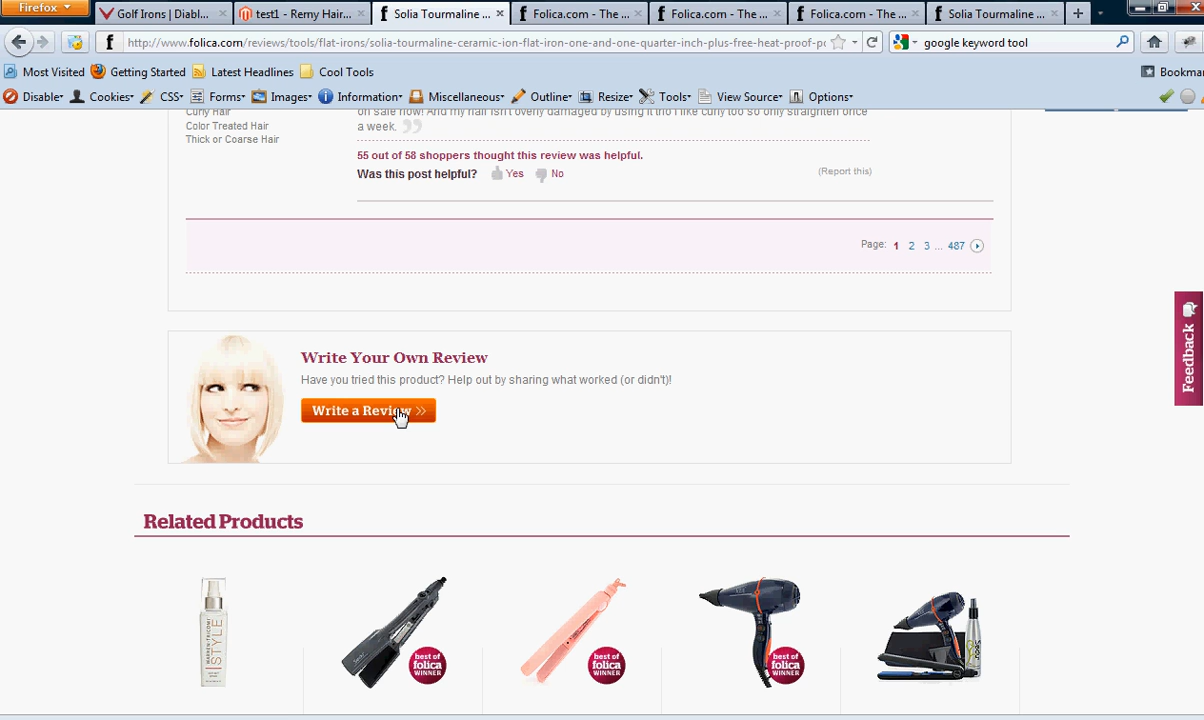 Firefox
Golf Irons | Diabl...
test1 - Remy Hair...
Solia Tourmaline ...
Folica.com - The ...
Folica.com - The ...
Folica.com - The ...
Solia Tourmaline ...
http://www.folica.com/reviews/tools/flat-irons/solia-tourmaline-ceramic-ion-flat-iron-one-and-one-quarter-inch-plus-free-heat-proof-po
google keyword tool
Most Visited Getting Started Latest Headlines Cool Tools
Bookma
Disable Cookies CSS Forms Images Information Miscellaneous Outline Resize Tools View Source Options
Curly Hair
Color Treated Hair
Thick or Coarse Hair
on sale now! And my hair isn't overly damaged by using it tho I like curly too so only straighten once
a week.
55 out of 58 shoppers thought this review was helpful.
Was this post helpful? Yes No
(Report this)
Page: 1 2 3 ... 487
Feedback
Write Your Own Review
Have you tried this product? Help out by sharing what worked (or didn't)!
Write a Review
Related Products
WARREN-TRICOMI
STYLE
best of
folica
WINNER
best of
folica
WINNER
best of
folica
WINNER